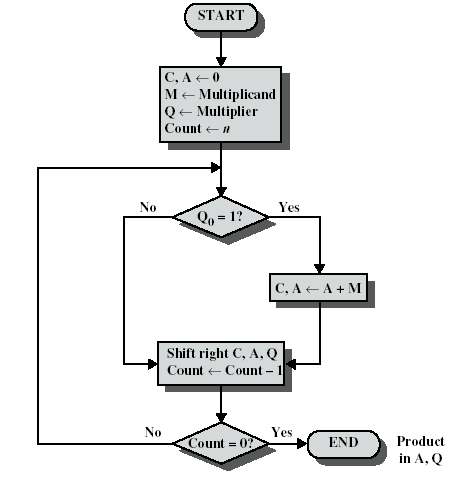 START
C, A ← 0
M ← Multiplicand
Q ← Multiplier
Count ← n
No
Q₀ = 1?
Yes
C, A ← A + M
Shift right C, A, Q
Count ← Count – 1
No
Count = 0?
Yes
END
Product
in A, Q